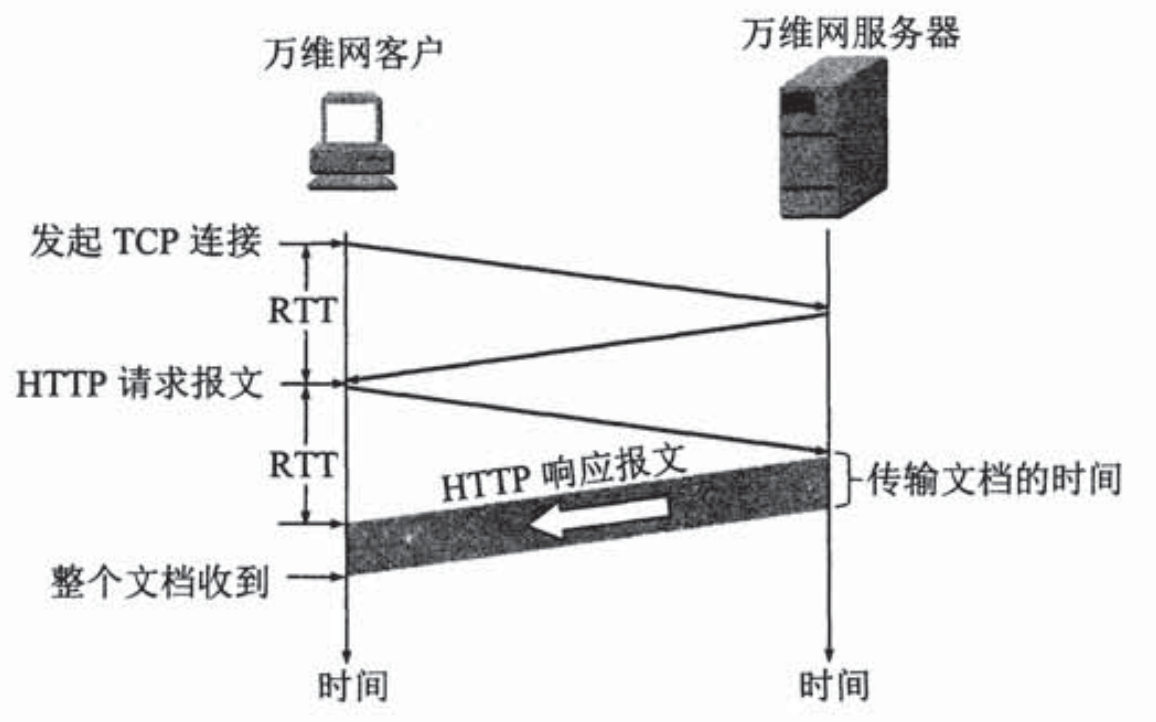 万维网客户
万维网服务器
发起 TCP 连接
RTT
HTTP 请求报文
RTT
HTTP 响应报文
传输文档的时间
整个文档收到
时间
时间